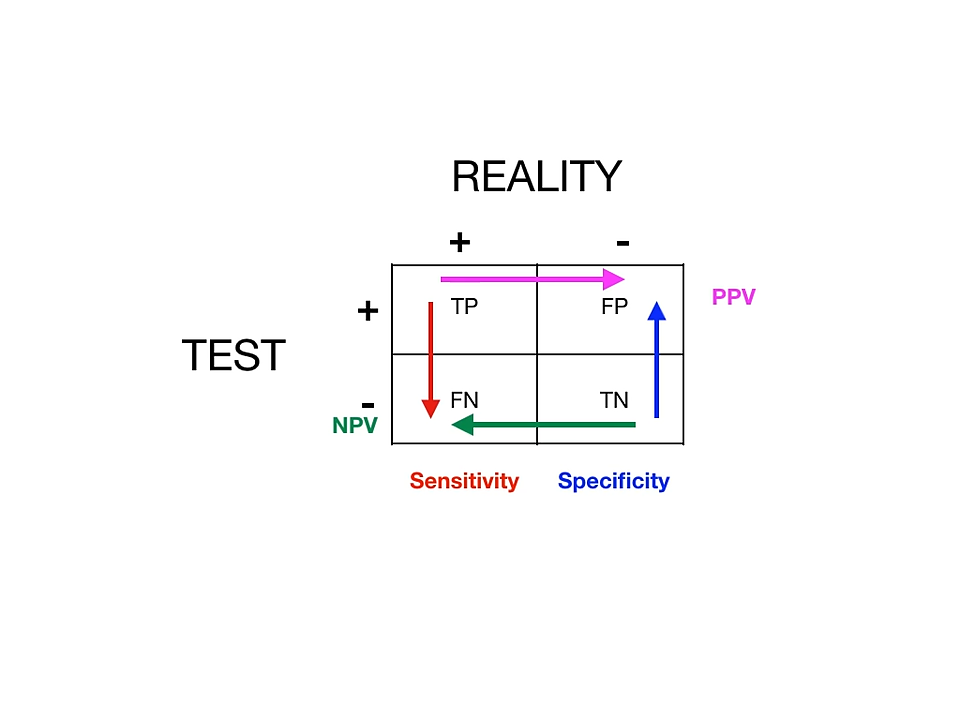 REALITY
+ -
+ TP FP PPV
TEST
- FN TN
NPV
Sensitivity Specificity